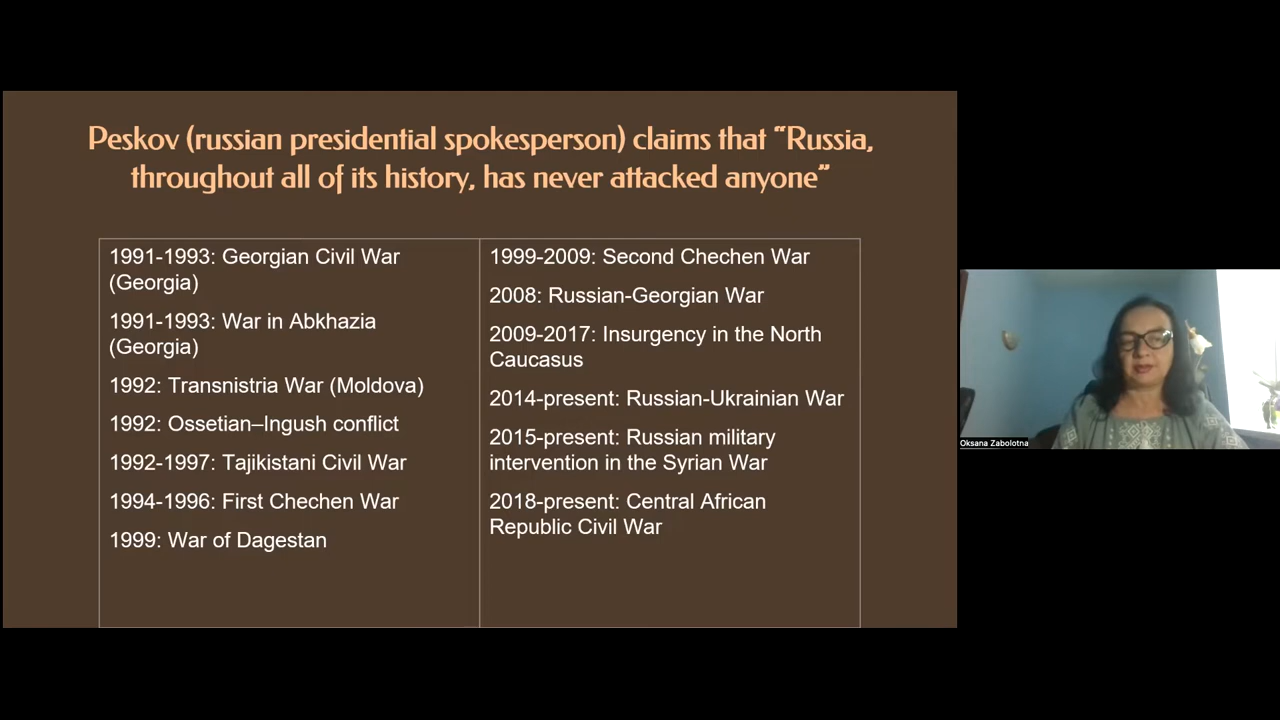 Peskov (russian presidential spokesperson) claims that “Russia,
throughout all of its history, has never attacked anyone”
1991-1993: Georgian Civil War
(Georgia)
1991-1993: War in Abkhazia
(Georgia)
1992: Transnistria War (Moldova)
1992: Ossetian–Ingush conflict
1992-1997: Tajikistani Civil War
1994-1996: First Chechen War
1999: War of Dagestan
1999-2009: Second Chechen War
2008: Russian-Georgian War
2009-2017: Insurgency in the North
Caucasus
2014-present: Russian-Ukrainian War
2015-present: Russian military
intervention in the Syrian War
2018-present: Central African
Republic Civil War
Oksana Zabolotna